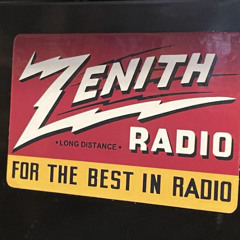 ZENITH
• LONG DISTANCE •
RADIO
FOR THE BEST IN RADIO